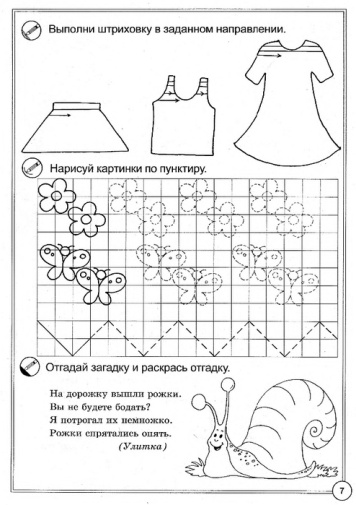 Выполни штриховку в заданном направлении.
Нарисуй картинки по пунктиру.
Отгадай загадку и раскрась отгадку.
На дорожку вышли рожки.
Вы не будете бодать?
Я потрогал их немножко.
Рожки спрятались опять.
(Улитка)
7